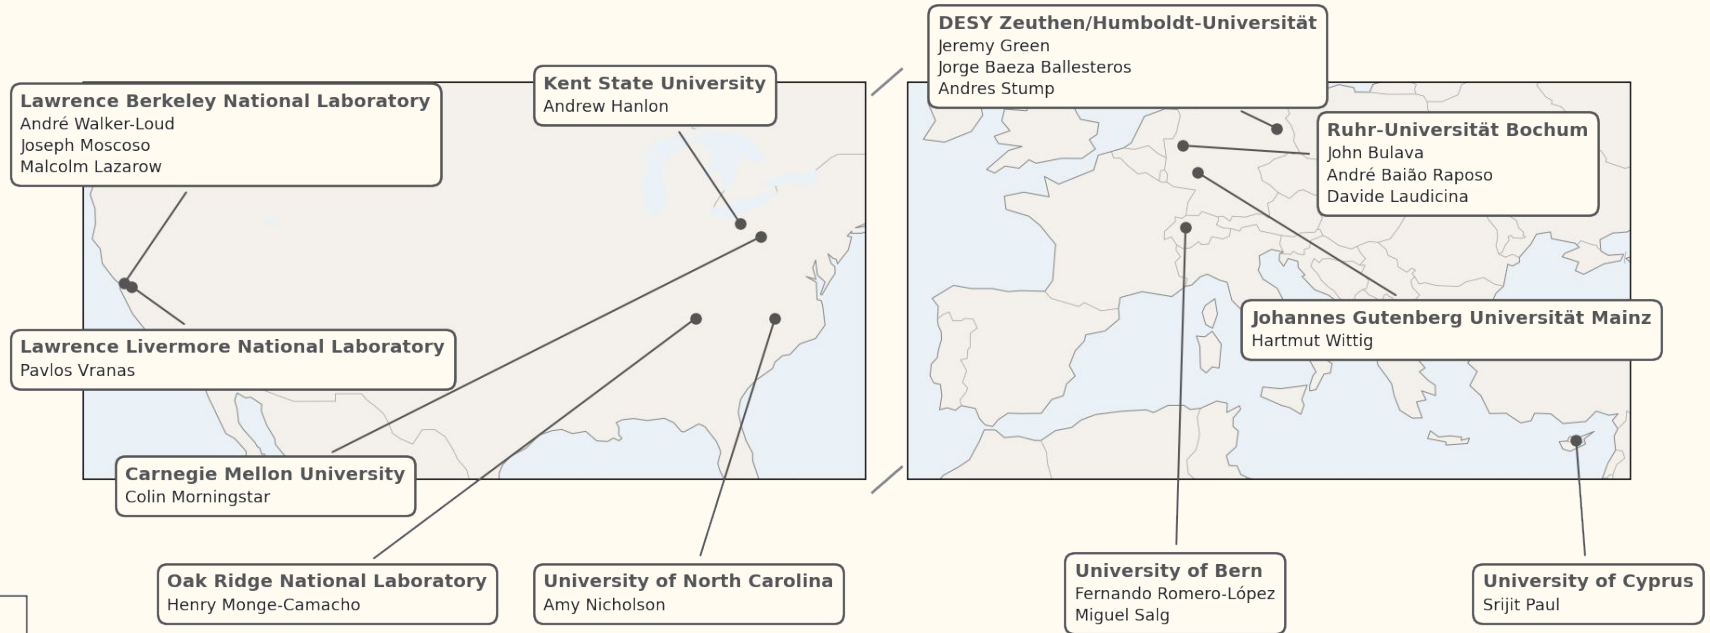 DESY Zeuthen/Humboldt-Universität
Jeremy Green
Jorge Baeza Ballesteros
Andres Stump
Kent State University
Andrew Hanlon
Lawrence Berkeley National Laboratory
André Walker-Loud
Joseph Moscoso
Malcolm Lazarow
Ruhr-Universität Bochum
John Bulava
André Baião Raposo
Davide Laudicina
Johannes Gutenberg Universität Mainz
Hartmut Wittig
Lawrence Livermore National Laboratory
Pavlos Vranas
Carnegie Mellon University
Colin Morningstar
Oak Ridge National Laboratory
Henry Monge-Camacho
University of North Carolina
Amy Nicholson
University of Bern
Fernando Romero-López
Miguel Salg
University of Cyprus
Srijit Paul